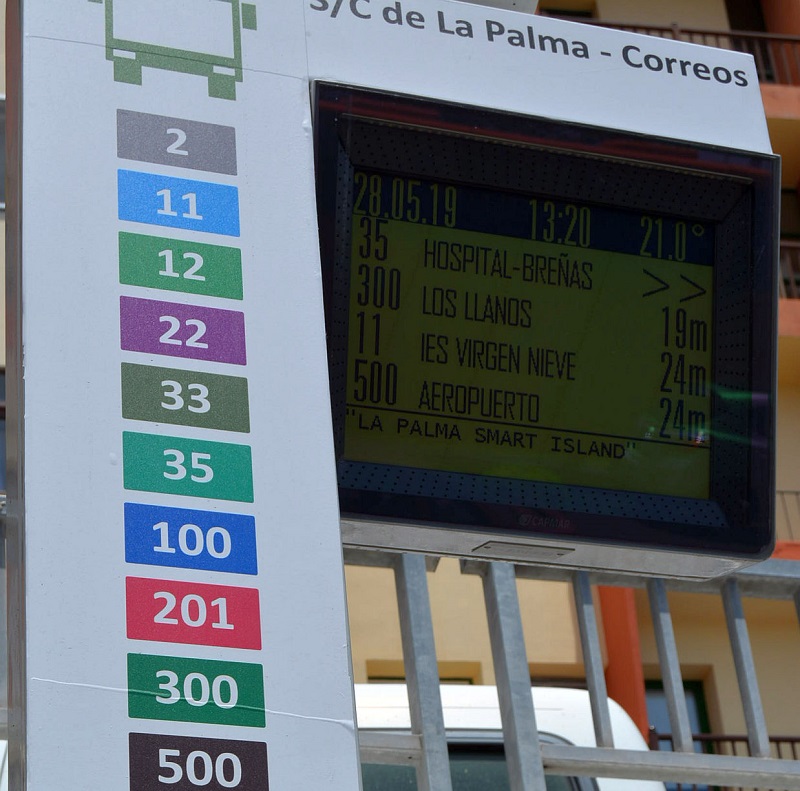 S/C de La Palma - Correos
2
11
12
22
33
35
100
201
300
500
28.05.19 13:20 21.0°
35 HOSPITAL-BREÑAS >>
300 LOS LLANOS 19m
11 IES VIRGEN NIEVE 24m
500 AEROPUERTO 24m
"LA PALMA SMART ISLAND"